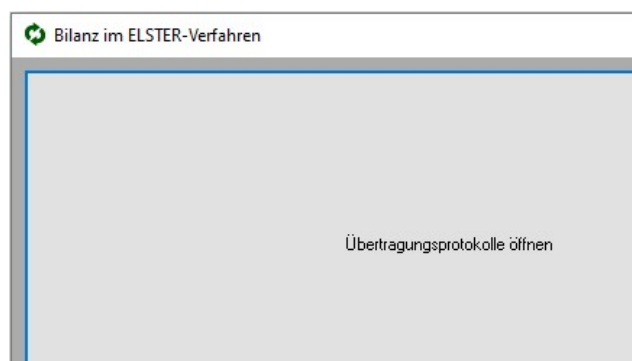 Bilanz im ELSTER-Verfahren
Übertragungsprotokolle öffnen